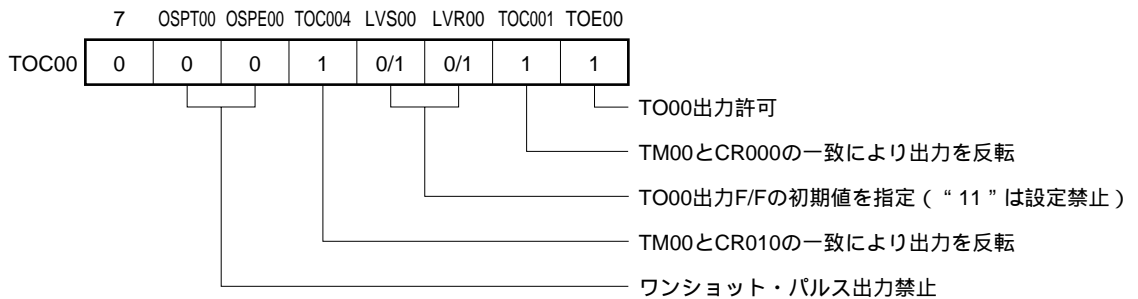 7 OSPT00 OSPE00 TOC004 LVS00 LVR00 TOC001 TOE00
TOC00 0 0 0 1 0/1 0/1 1 1
TO00出力許可
TM00とCR000の一致により出力を反転
TO00出力F/Fの初期値を指定（“11”は設定禁止）
TM00とCR010の一致により出力を反転
ワンショット・パルス出力禁止